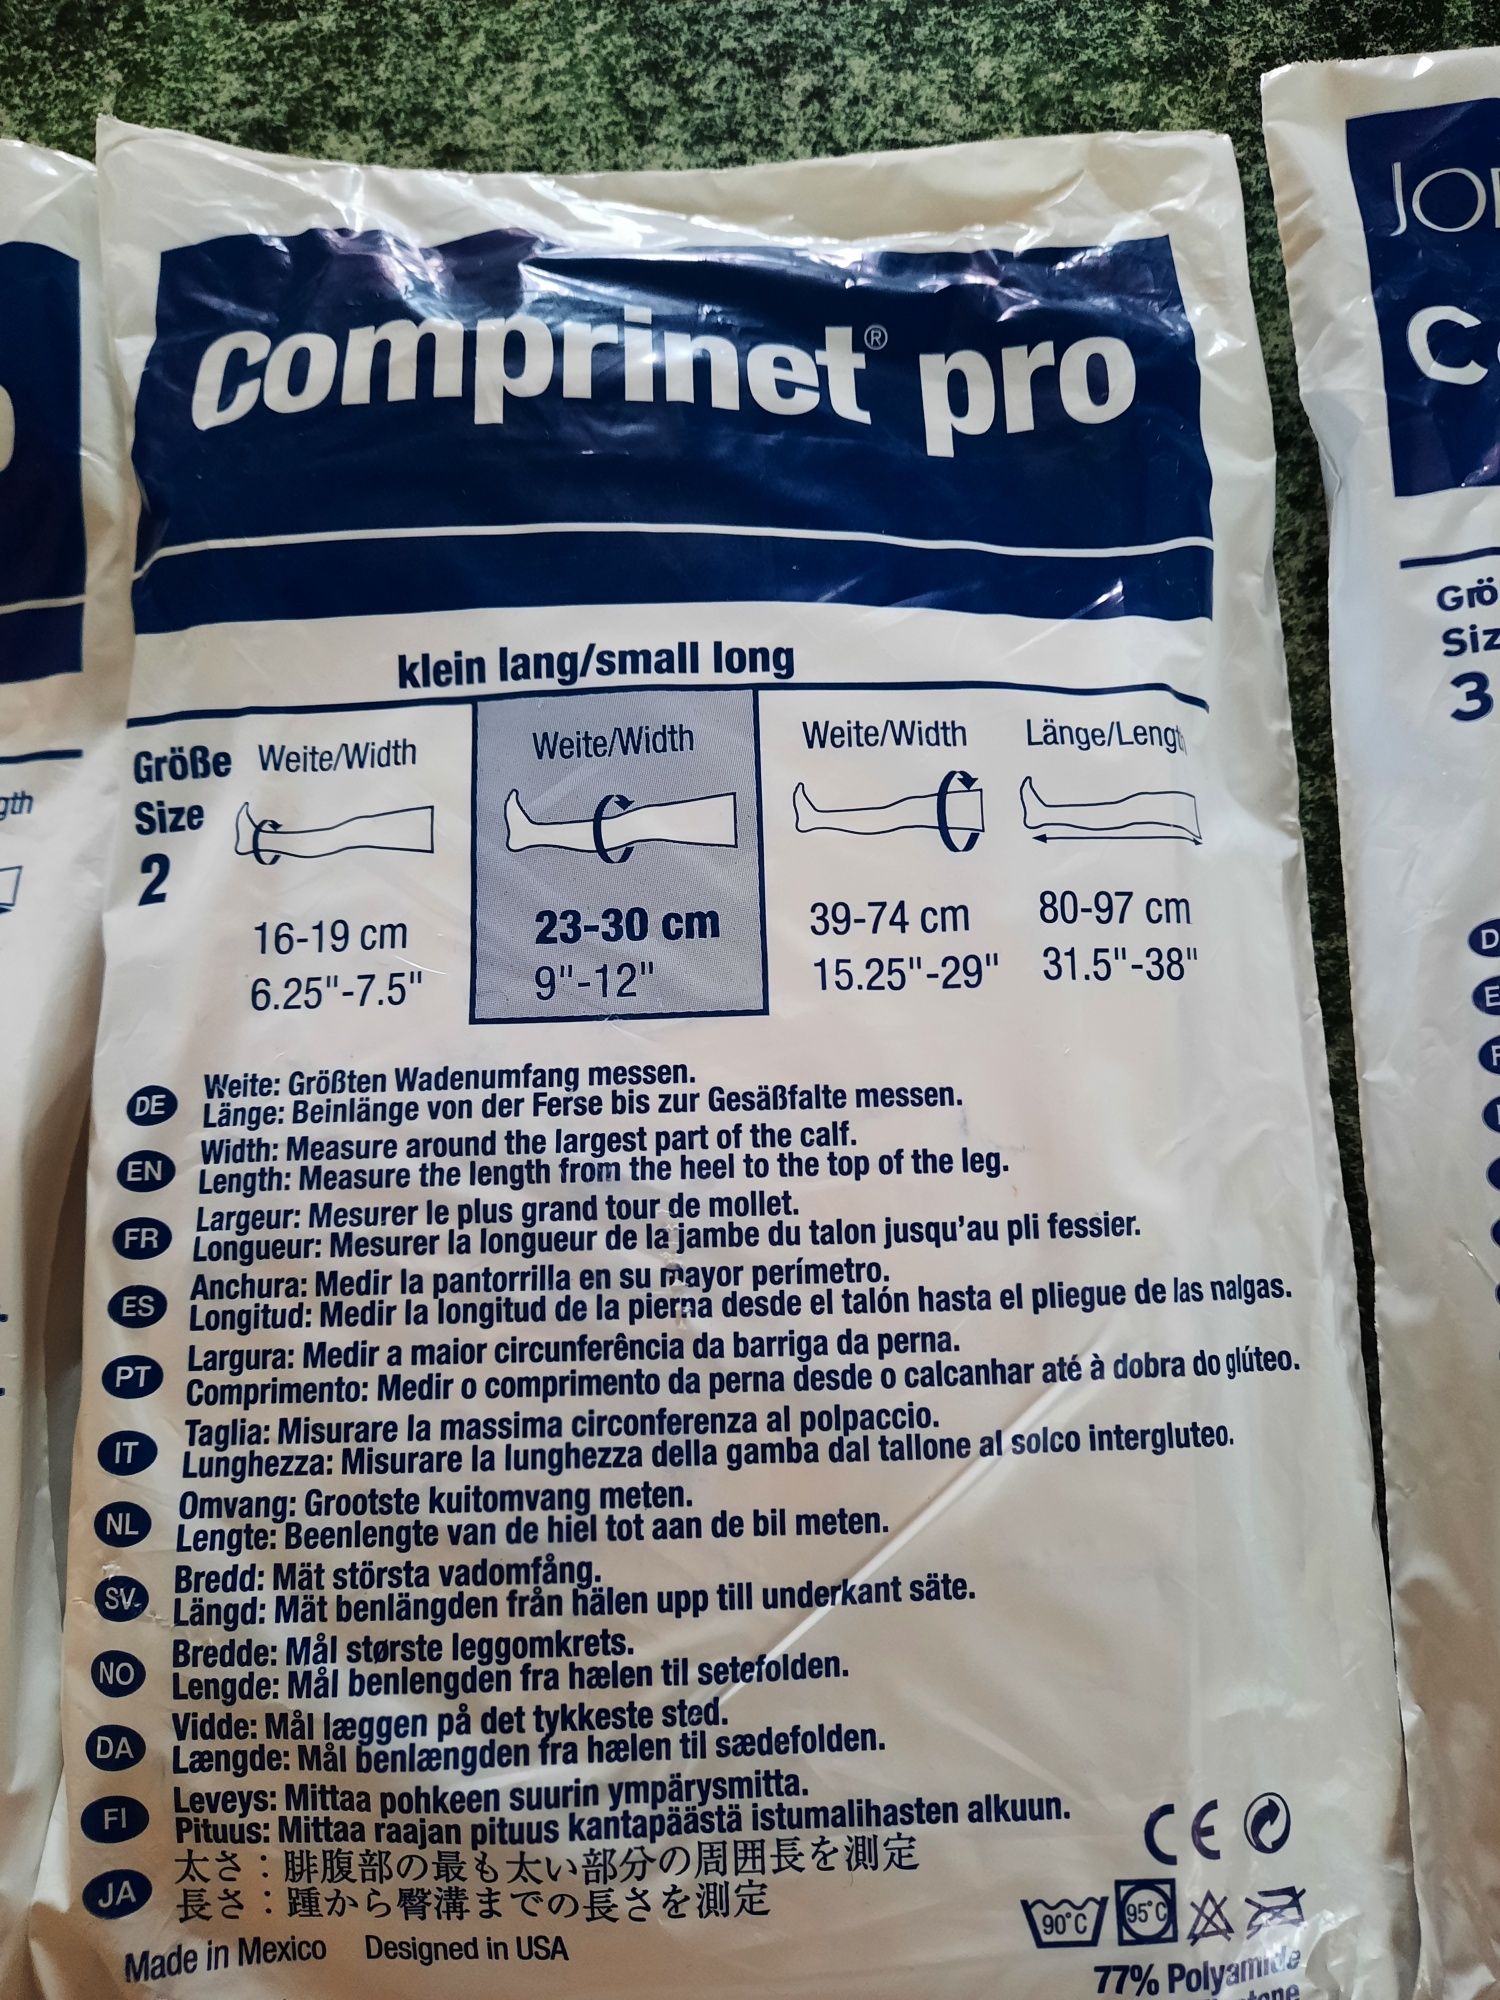 comprinet® pro
klein lang/small long
Größe Weite/Width Weite/Width Weite/Width Länge/Length
Size
2
16-19 cm 23-30 cm 39-74 cm 80-97 cm
6.25"-7.5" 9"-12" 15.25"-29" 31.5"-38"
DE Weite: Größten Wadenumfang messen.
Länge: Beinlänge von der Ferse bis zur Gesäßfalte messen.
EN Width: Measure around the largest part of the calf.
Length: Measure the length from the heel to the top of the leg.
FR Largeur: Mesurer le plus grand tour de mollet.
Longueur: Mesurer la longueur de la jambe du talon jusqu'au pli fessier.
ES Anchura: Medir la pantorrilla en su mayor perímetro.
Longitud: Medir la longitud de la pierna desde el talón hasta el pliegue de las nalgas.
PT Largura: Medir a maior circunferência da barriga da perna.
Comprimento: Medir o comprimento da perna desde o calcanhar até à dobra do glúteo.
IT Taglia: Misurare la massima circonferenza al polpaccio.
Lunghezza: Misurare la lunghezza della gamba dal tallone al solco intergluteo.
NL Omvang: Grootste kuitomvang meten.
Lengte: Beenlengte van de hiel tot aan de bil meten.
SV Bredd: Mät största vadomfång.
Längd: Mät benlängden från hälen upp till underkant säte.
NO Bredde: Mål største leggomkrets.
Lengde: Mål benlengden fra hælen til setefolden.
DA Vidde: Mål læggen på det tykkeste sted.
Længde: Mål benlængden fra hælen til sædefolden.
FI Leveys: Mittaa pohkeen suurin ympärysmitta.
Pituus: Mittaa raajan pituus kantapäästä istumalihasten alkuun.
JA 太さ：腓腹部の最も太い部分の周囲長を測定
長さ：踵から臀溝までの長さを測定
Made in Mexico Designed in USA
CE
90°C 95°C
77% Polyamide
gth
3